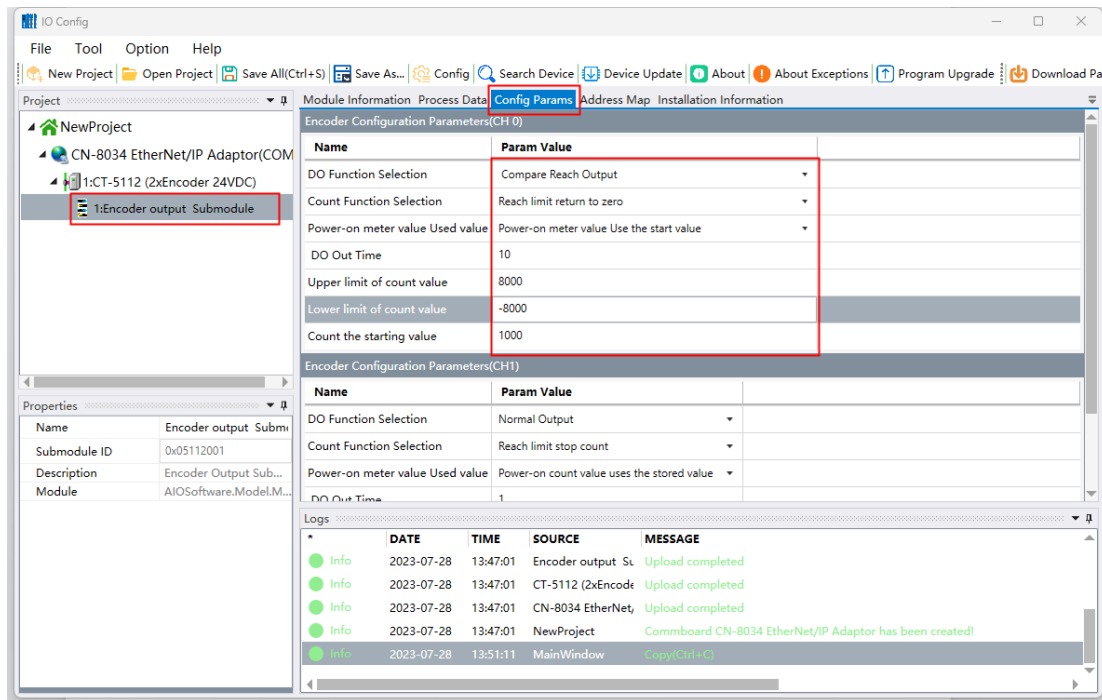 IO Config
File Tool Option Help
New Project Open Project Save All(Ctrl+S) Save As... Config Search Device Device Update About About Exceptions Program Upgrade Download Pa
Project
NewProject
CN-8034 EtherNet/IP Adaptor(COM
1:CT-5112 (2xEncoder 24VDC)
1:Encoder output Submodule
Module Information Process Data Config Params Address Map Installation Information
Encoder Configuration Parameters(CH 0)
Name Param Value
DO Function Selection Compare Reach Output
Count Function Selection Reach limit return to zero
Power-on meter value Used value Power-on meter value Use the start value
DO Out Time 10
Upper limit of count value 8000
Lower limit of count value -8000
Count the starting value 1000
Encoder Configuration Parameters(CH1)
Name Param Value
DO Function Selection Normal Output
Count Function Selection Reach limit stop count
Power-on meter value Used value Power-on count value uses the stored value
DO Out Time 1
Properties
Name Encoder output Subm
Submodule ID 0x05112001
Description Encoder Output Sub...
Module AIOSoftware.Model.M...
Logs
* DATE TIME SOURCE MESSAGE
Info 2023-07-28 13:47:01 Encoder output Su Upload completed
Info 2023-07-28 13:47:01 CT-5112 (2xEncode Upload completed
Info 2023-07-28 13:47:01 CN-8034 EtherNet/ Upload completed
Info 2023-07-28 13:47:01 NewProject Commboard CN-8034 EtherNet/IP Adaptor has been created!
Info 2023-07-28 13:51:11 MainWindow Copy(Ctrl+C)